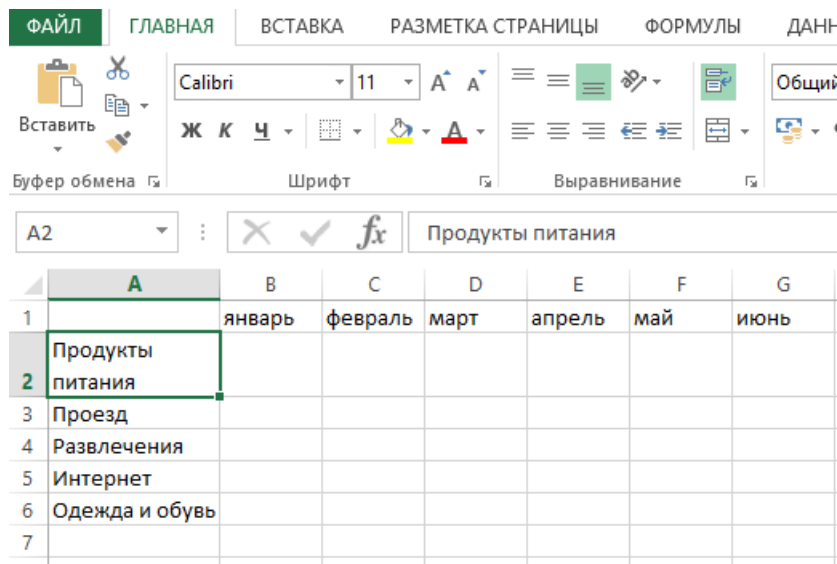 ФАЙЛ ГЛАВНАЯ ВСТАВКА РАЗМЕТКА СТРАНИЦЫ ФОРМУЛЫ ДАНН
Calibri 11 Общий
Вставить Ж К Ч
Буфер обмена Шрифт Выравнивание
A2 fx Продукты питания
A B C D E F G
1 январь февраль март апрель май июнь
Продукты
2 питания
3 Проезд
4 Развлечения
5 Интернет
6 Одежда и обувь
7